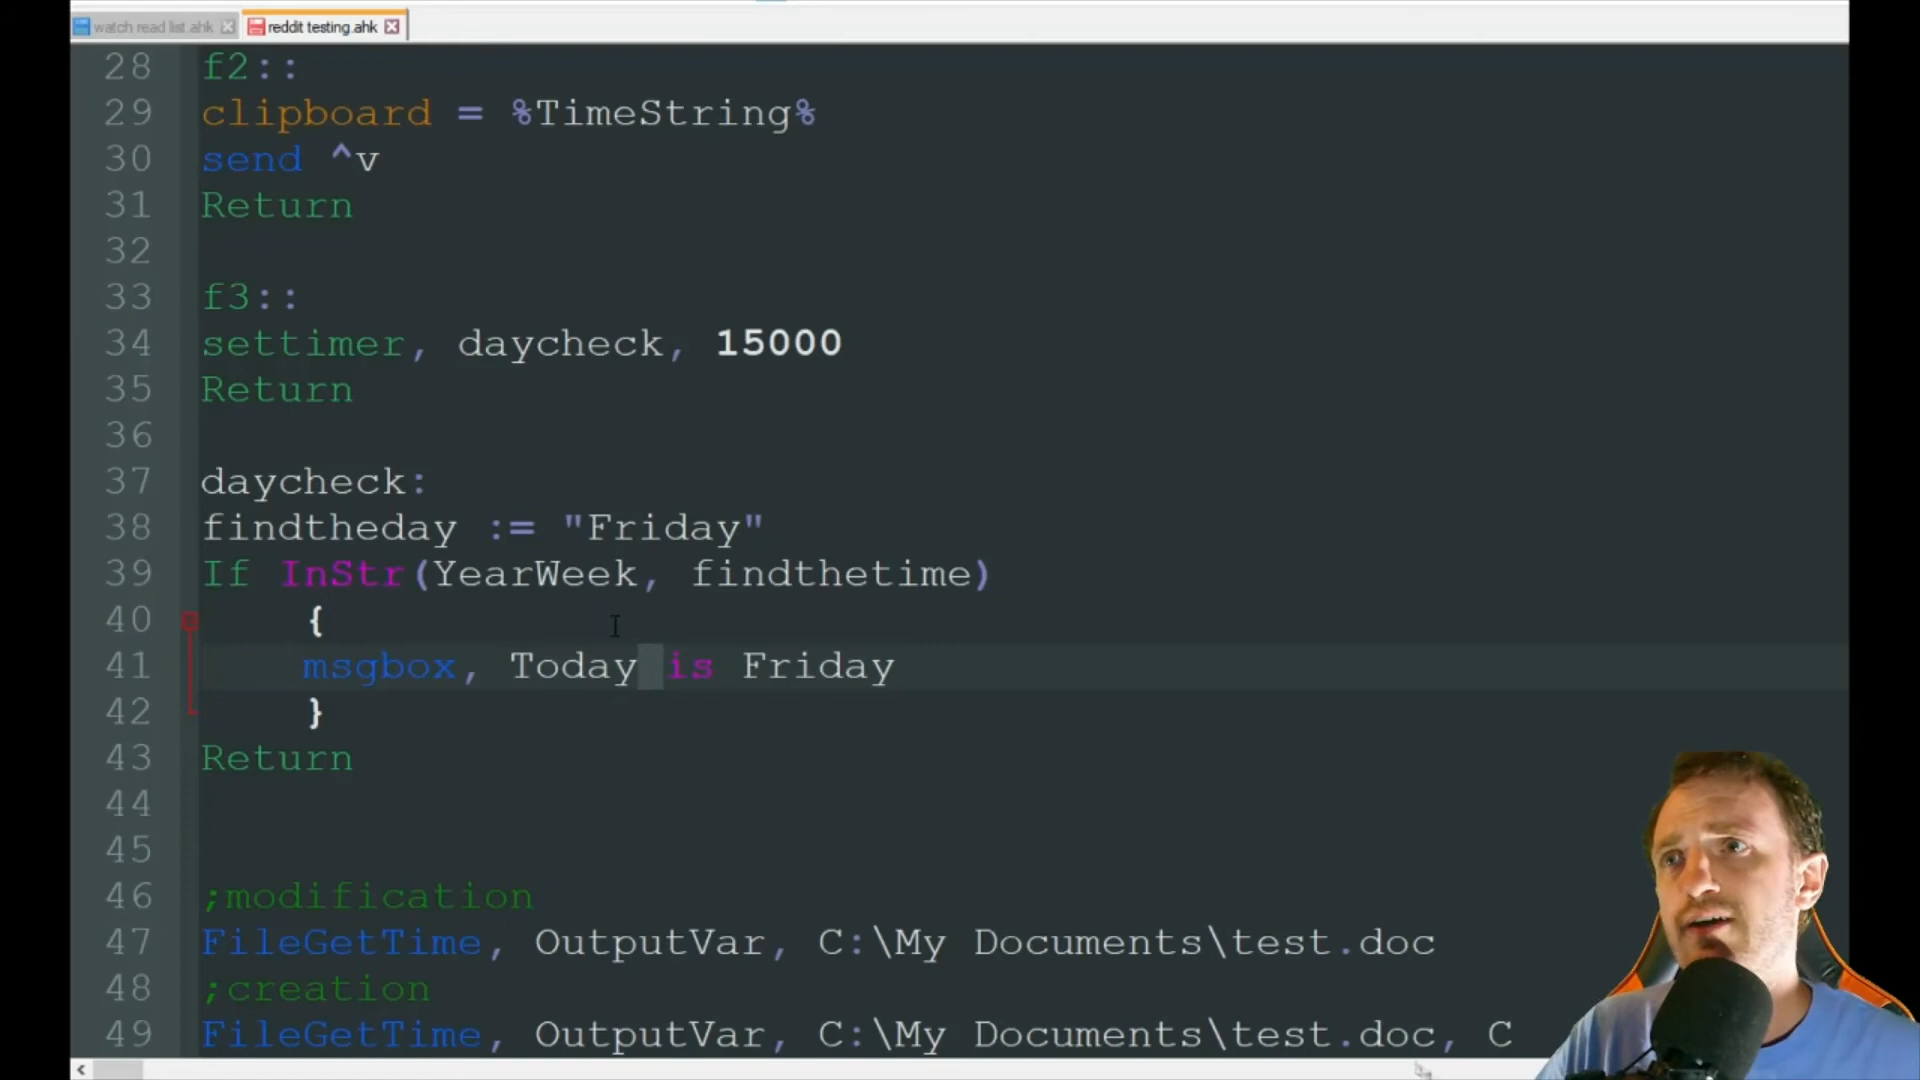 watch read list.ahk
reddit testing.ahk
28 f2::
29 clipboard = %TimeString%
30 send ^v
31 Return
32
33 f3::
34 settimer, daycheck, 15000
35 Return
36
37 daycheck:
38 findtheday := "Friday"
39 If InStr(YearWeek, findthetime)
40 {
41 msgbox, Today is Friday
42 }
43 Return
44
45
46 ;modification
47 FileGetTime, OutputVar, C:\My Documents\test.doc
48 ;creation
49 FileGetTime, OutputVar, C:\My Documents\test.doc, C